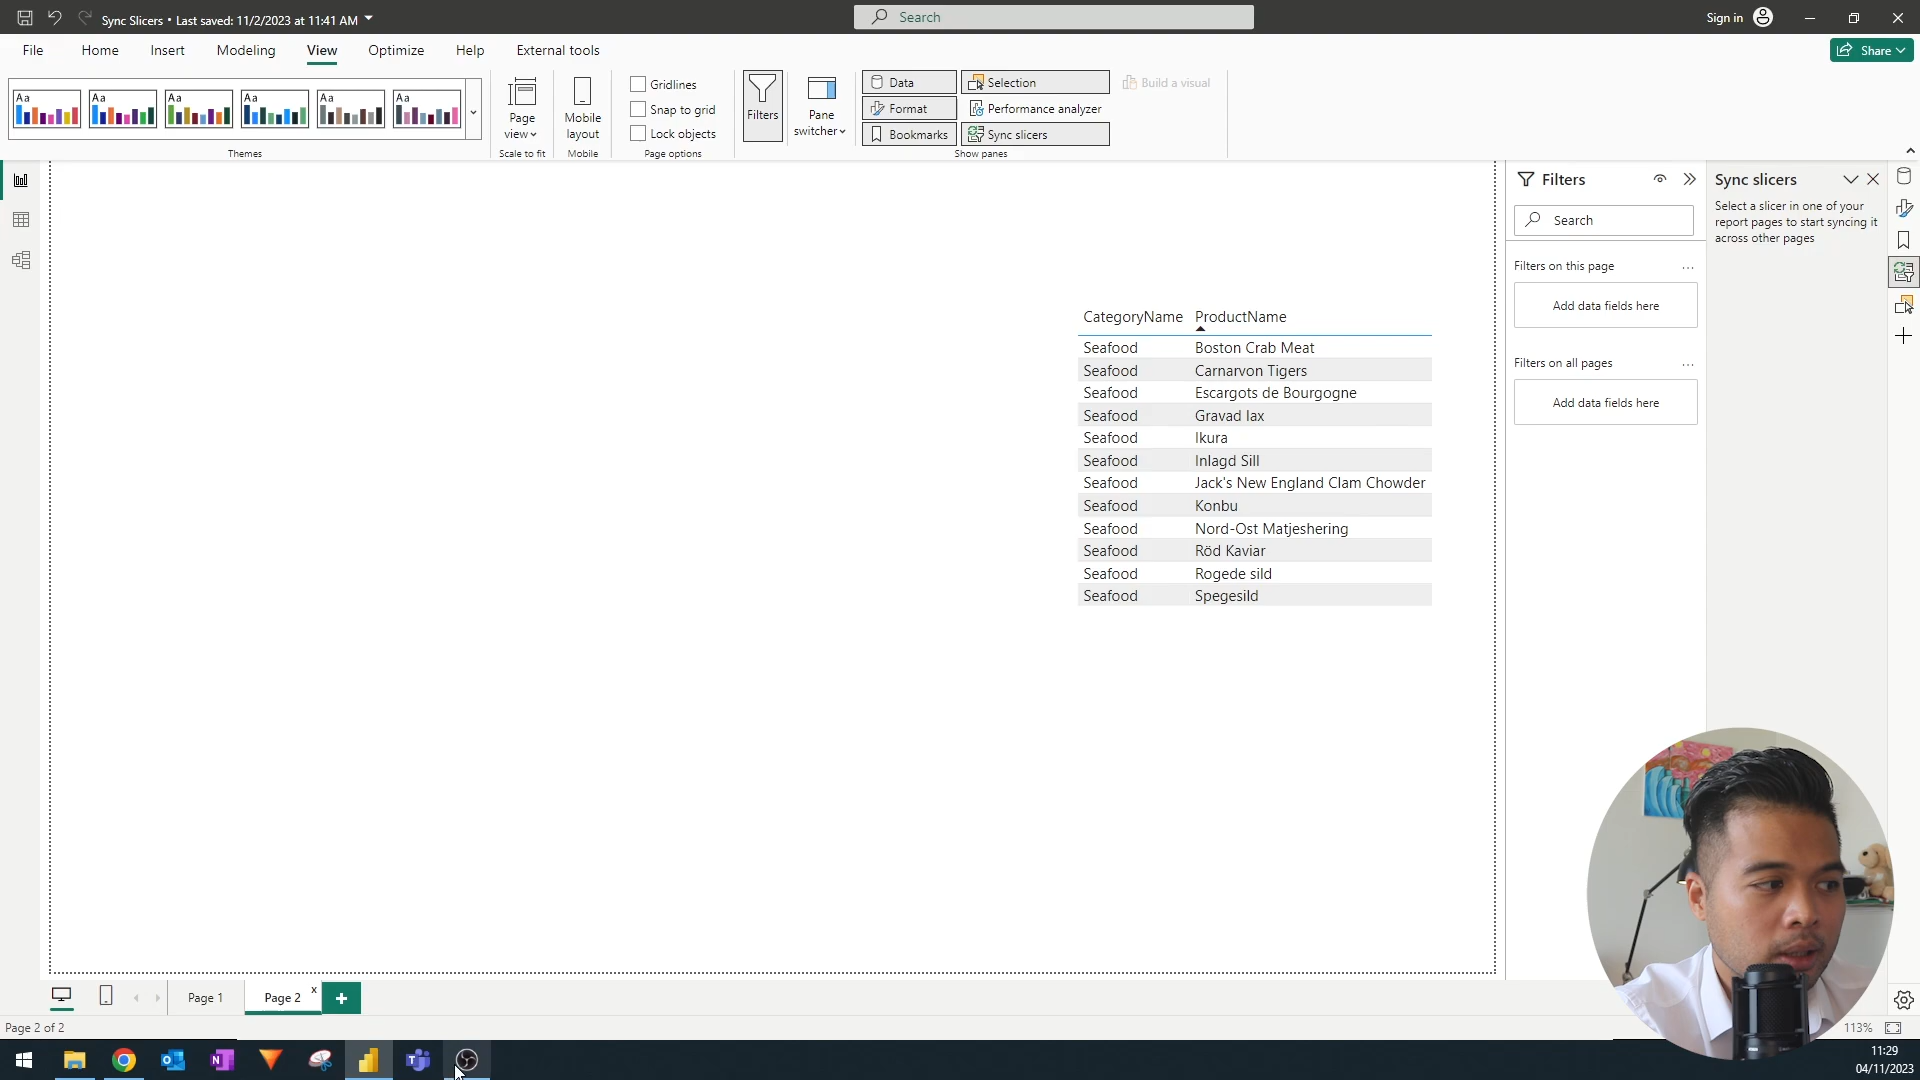 Sync Slicers • Last saved: 11/2/2023 at 11:41 AM
Search
Sign in
File
Home
Insert
Modeling
View
Optimize
Help
External tools
Share
Aa
Aa
Aa
Aa
Aa
Aa
Themes
Page
view
Scale to fit
Mobile
layout
Mobile
Gridlines
Snap to grid
Lock objects
Page options
Filters
Pane
switcher
Data
Format
Bookmarks
Selection
Performance analyzer
Sync slicers
Build a visual
Show panes
CategoryName ProductName
Seafood Boston Crab Meat
Seafood Carnarvon Tigers
Seafood Escargots de Bourgogne
Seafood Gravad lax
Seafood Ikura
Seafood Inlagd Sill
Seafood Jack's New England Clam Chowder
Seafood Konbu
Seafood Nord-Ost Matjeshering
Seafood Röd Kaviar
Seafood Rogede sild
Seafood Spegesild
Filters
Search
Filters on this page
Add data fields here
Filters on all pages
Add data fields here
Sync slicers
Select a slicer in one of your
report pages to start syncing it
across other pages
Page 1
Page 2
Page 2 of 2
113%
11:29
04/11/2023